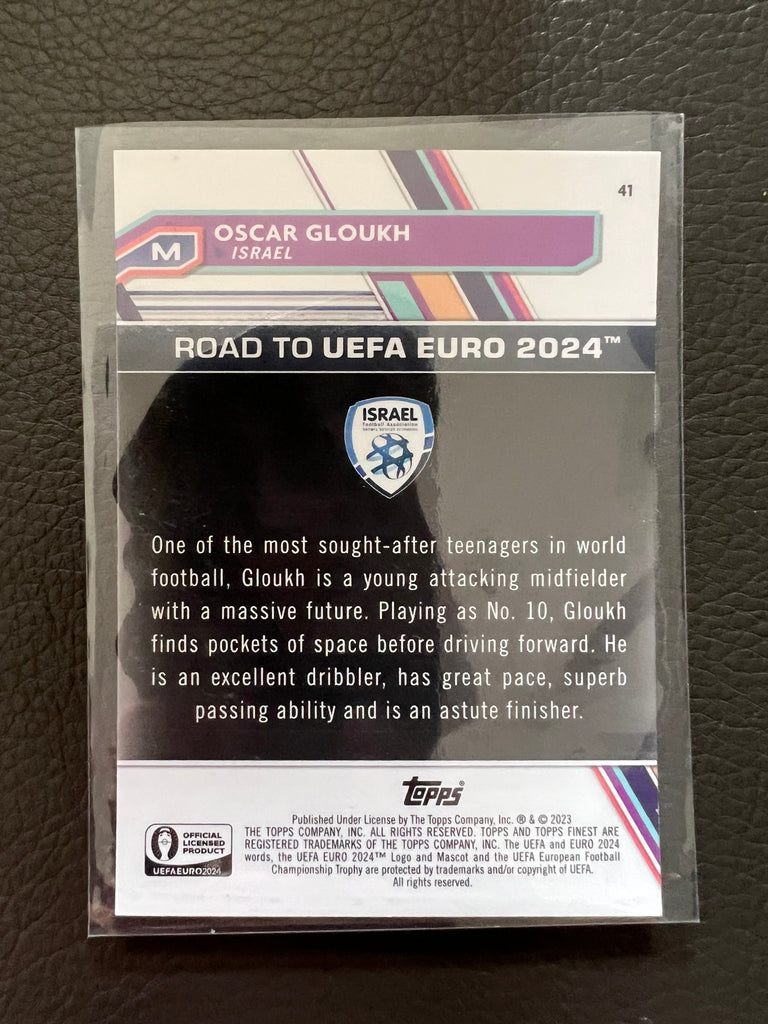 41
OSCAR GLOUKH
M
ISRAEL
ROAD TO UEFA EURO 2024™
ISRAEL
Football Association
One of the most sought-after teenagers in world
football, Gloukh is a young attacking midfielder
with a massive future. Playing as No. 10, Gloukh
finds pockets of space before driving forward. He
is an excellent dribbler, has great pace, superb
passing ability and is an astute finisher.
topps®
Published Under License by The Topps Company, Inc. ® & © 2023
THE TOPPS COMPANY, INC. ALL RIGHTS RESERVED. TOPPS AND TOPPS FINEST ARE
REGISTERED TRADEMARKS OF THE TOPPS COMPANY, INC. The UEFA and EURO 2024
words, the UEFA EURO 2024™ Logo and Mascot and the UEFA European Football
Championship Trophy are protected by trademarks and/or copyright of UEFA.
All rights reserved.
OFFICIAL
LICENSED
PRODUCT
UEFAEURO2024